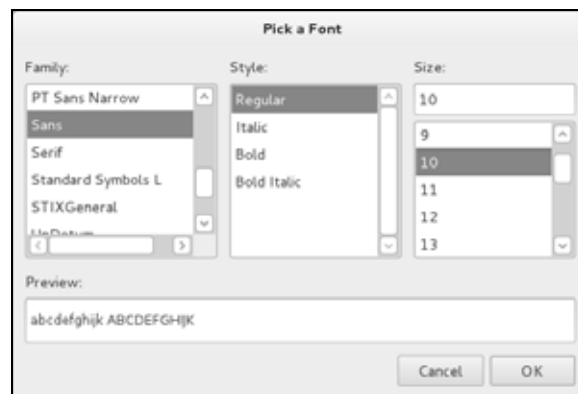 Pick a Font
Family:
PT Sans Narrow
Sans
Serif
Standard Symbols L
STIXGeneral
Style:
Regular
Italic
Bold
Bold Italic
Size:
10
9
10
11
12
13
Preview:
abcdefghijk ABCDEFGHIJK
Cancel
OK